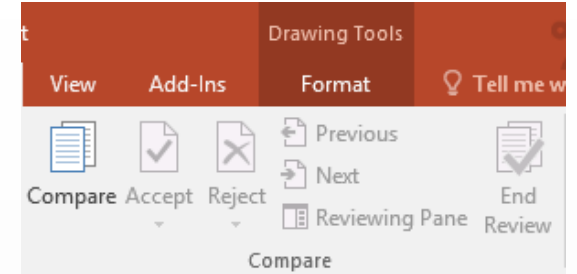 t
Drawing Tools
View Add-Ins Format Tell me w
Compare Accept Reject
Previous
Next
Reviewing Pane
End
Review
Compare